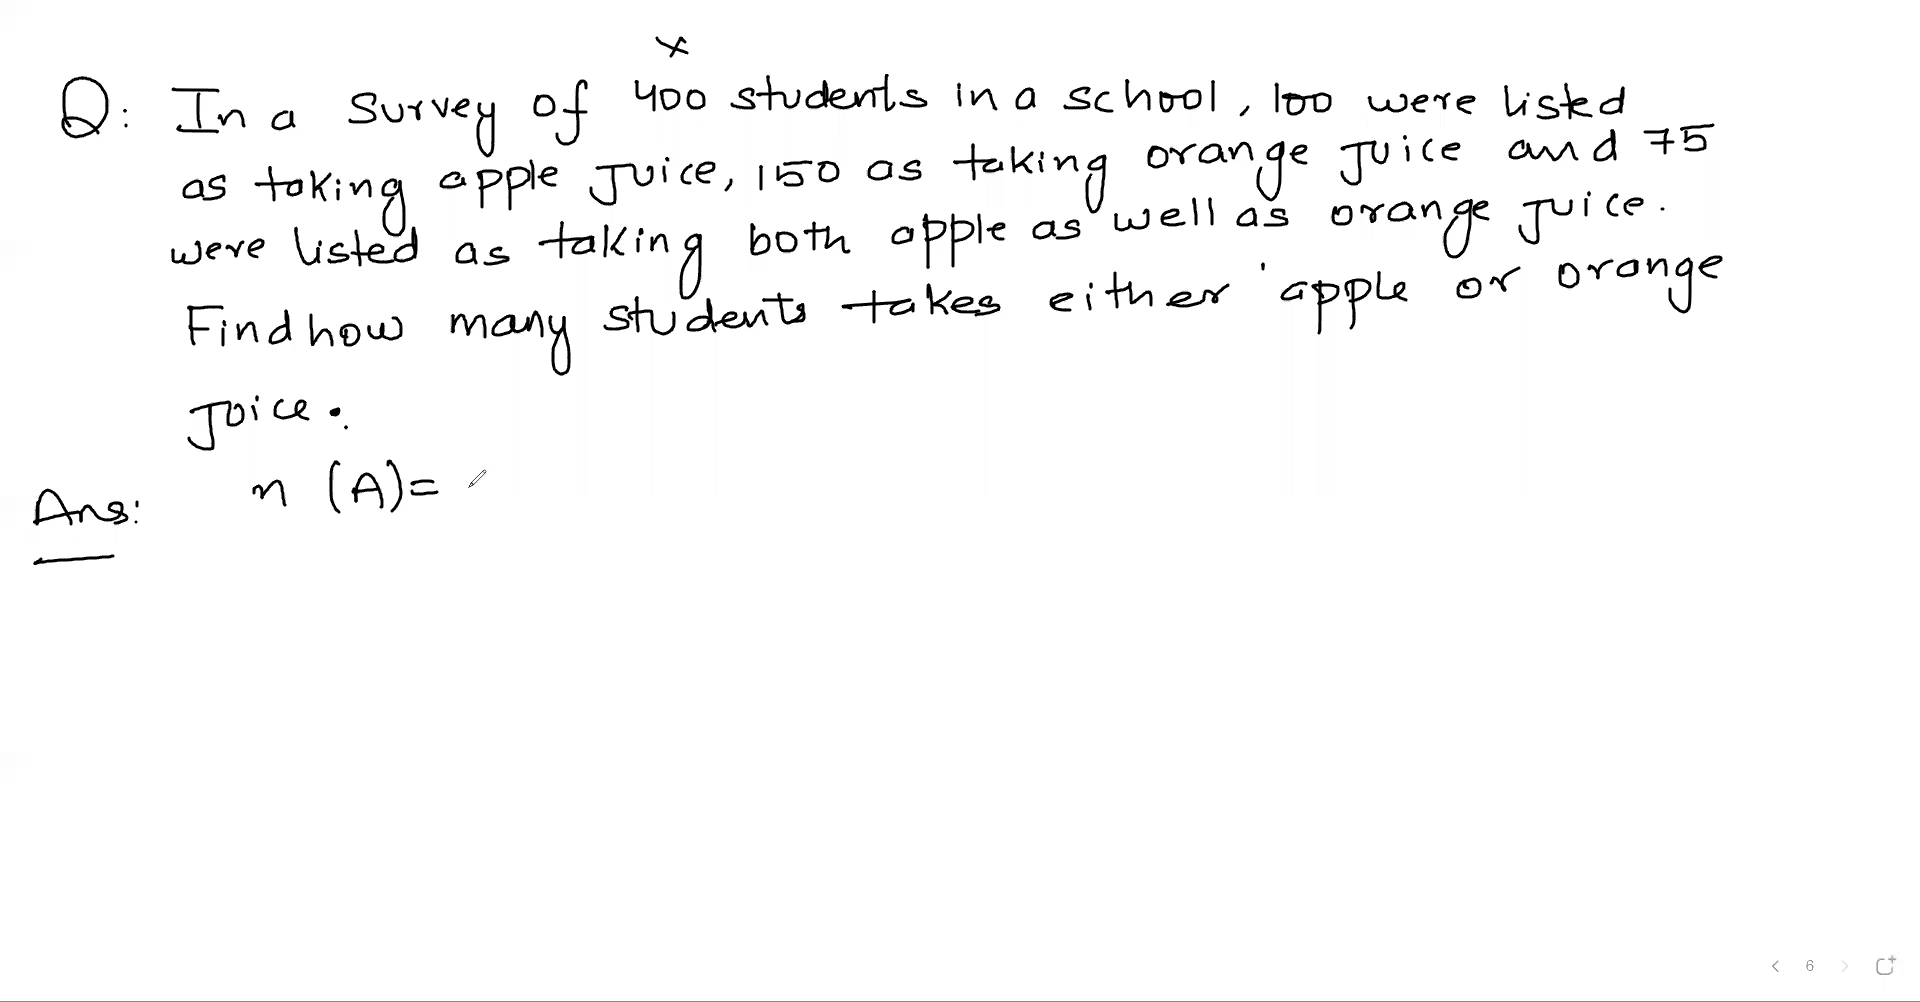 x
Q: In a survey of 400 students in a school, 100 were listed
as taking apple Juice, 150 as taking orange Juice and 75
were listed as taking both apple as well as orange Juice.
Find how many students takes either apple or orange
Joice.
Ans: n (A)=
6